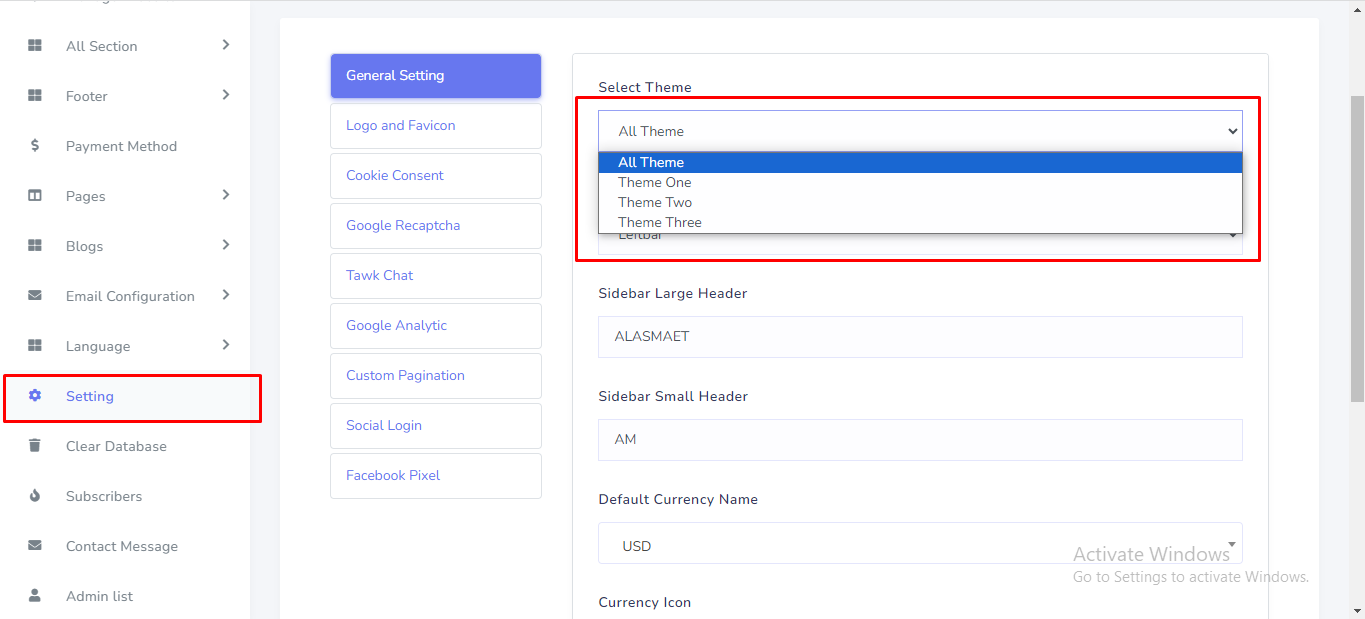 All Section
Footer
Payment Method
Pages
Blogs
Email Configuration
Language
Setting
Clear Database
Subscribers
Contact Message
Admin list
General Setting
Logo and Favicon
Cookie Consent
Google Recaptcha
Tawk Chat
Google Analytic
Custom Pagination
Social Login
Facebook Pixel
Select Theme
All Theme
All Theme
Theme One
Theme Two
Theme Three
Leftbar
Sidebar Large Header
ALASMAET
Sidebar Small Header
AM
Default Currency Name
USD
Currency Icon
Activate Windows
Go to Settings to activate Windows.